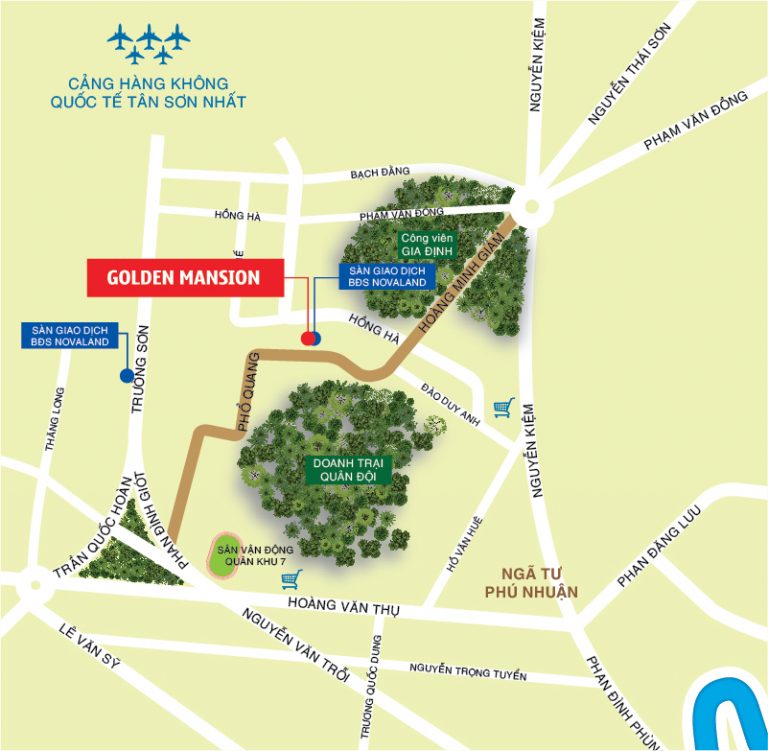 CẢNG HÀNG KHÔNG
QUỐC TẾ TÂN SƠN NHẤT
NGUYỄN KIỆM
NGUYỄN THÁI SƠN
PHẠM VĂN ĐỒNG
BẠCH ĐẰNG
HỒNG HÀ
PHẠM VĂN ĐỒNG
Công viên
GIA ĐỊNH
HOÀNG MINH GIÁM
GOLDEN MANSION
SÀN GIAO DỊCH
BĐS NOVALAND
SÀN GIAO DỊCH
BĐS NOVALAND
TRƯỜNG SƠN
HỒNG HÀ
PHỔ QUANG
THĂNG LONG
ĐÀO DUY ANH
NGUYỄN KIỆM
DOANH TRẠI
QUÂN ĐỘI
TRẦN QUỐC HOÀN
PHAN ĐÌNH GIÓT
SÂN VẬN ĐỘNG
QUÂN KHU 7
HỒ VĂN HUÊ
NGÃ TƯ
PHÚ NHUẬN
PHAN ĐĂNG LƯU
HOÀNG VĂN THỤ
LÊ VĂN SỸ
NGUYỄN VĂN TRỖI
TRƯƠNG QUỐC DUNG
NGUYỄN TRỌNG TUYỂN
PHAN ĐÌNH PHÙNG